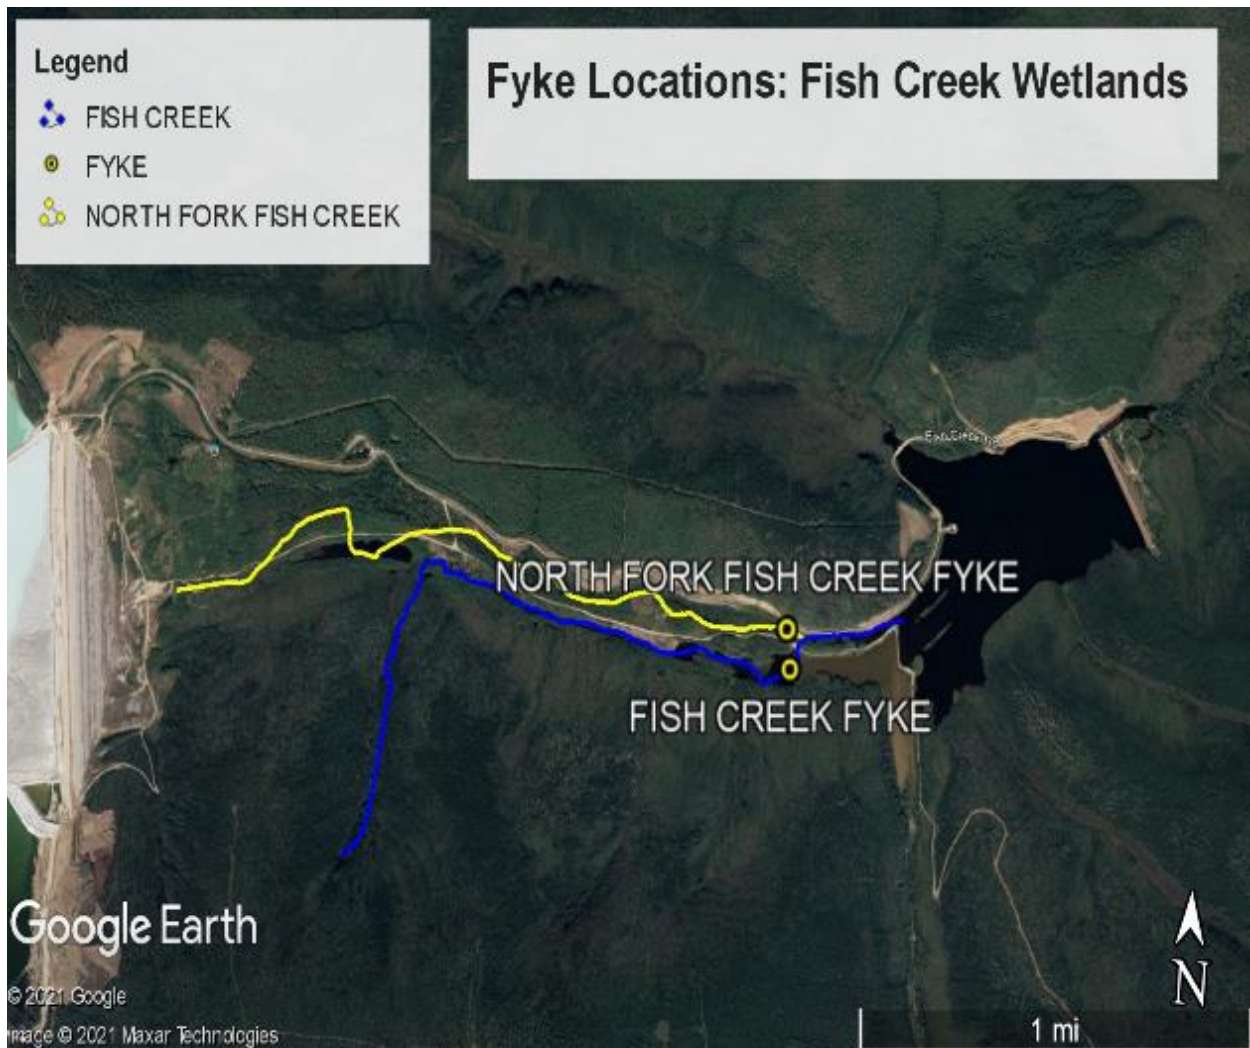 Legend
FISH CREEK
FYKE
NORTH FORK FISH CREEK
Fyke Locations: Fish Creek Wetlands
NORTH FORK FISH CREEK FYKE
FISH CREEK FYKE
Google Earth
© 2021 Google
Image © 2021 Maxar Technologies
N
1 mi